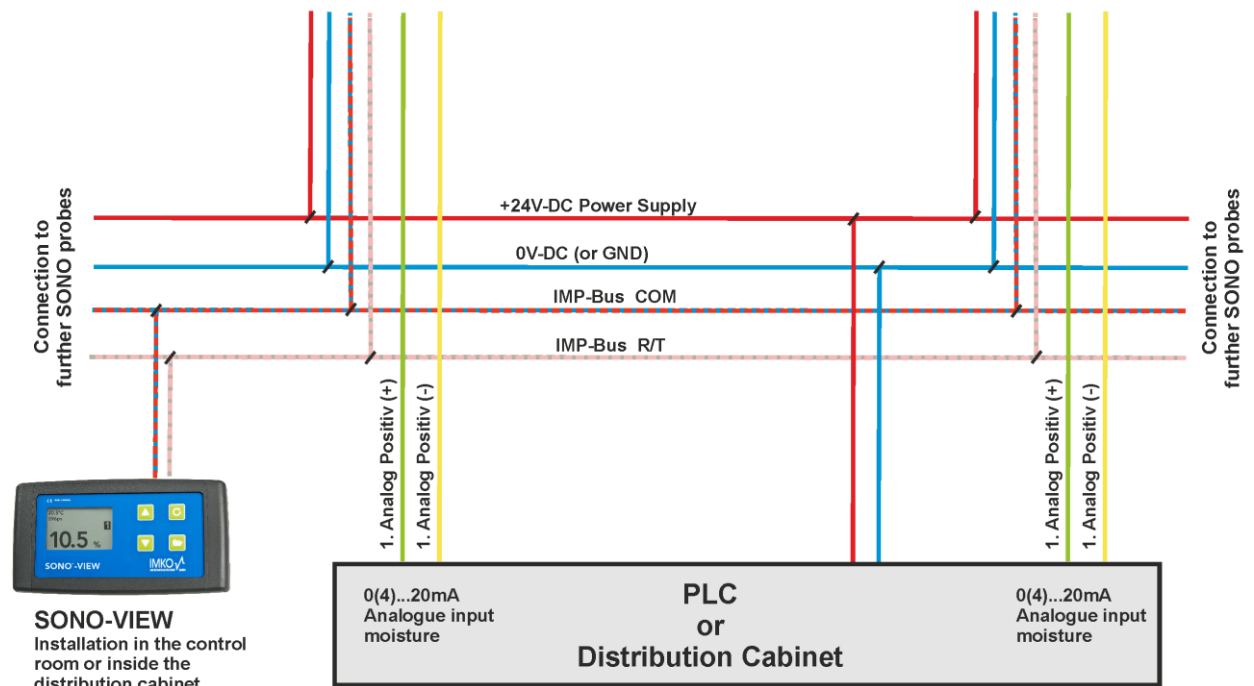 Connection to
further SONO probes
+24V-DC Power Supply
0V-DC (or GND)
IMP-Bus COM
IMP-Bus R/T
Connection to
further SONO probes
1. Analog Positiv (+)
1. Analog Positiv (-)
1. Analog Positiv (+)
1. Analog Positiv (-)
10.5 %
1
SONO-VIEW
IMKO
SONO-VIEW
Installation in the control
room or inside the
distribution cabinet
0(4)...20mA
Analogue input
moisture
PLC
or
Distribution Cabinet
0(4)...20mA
Analogue input
moisture